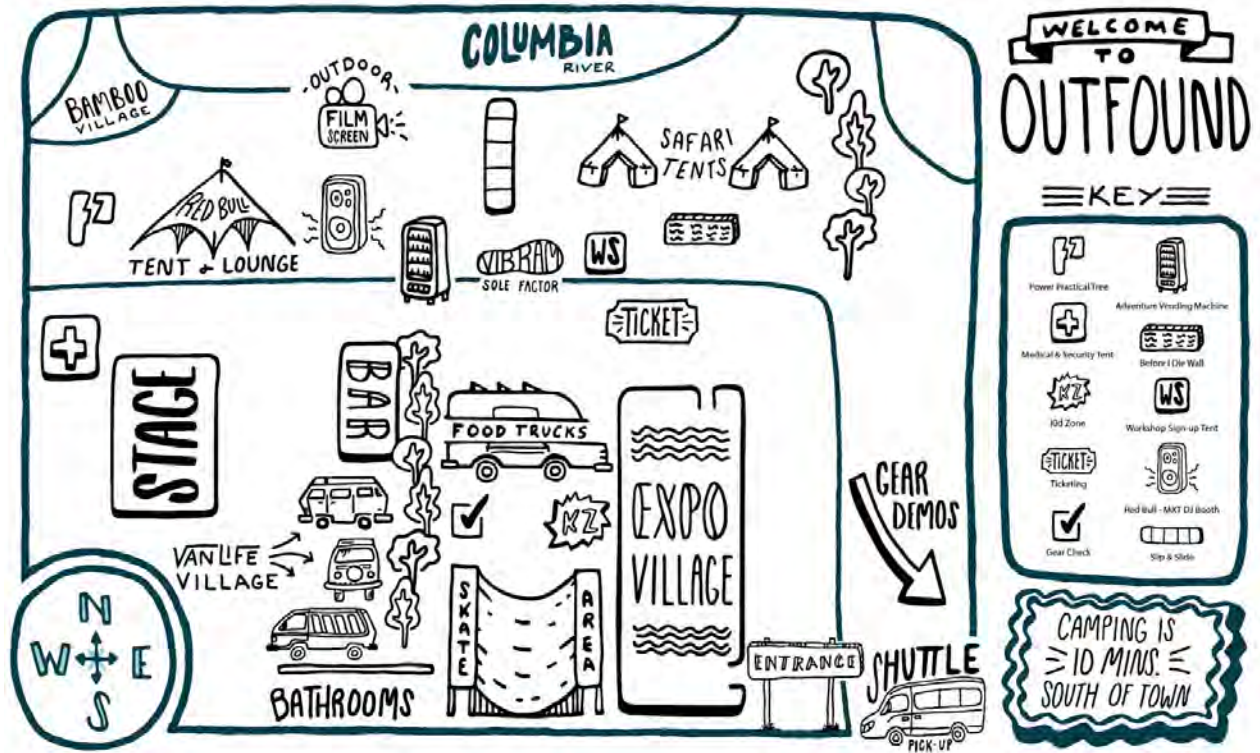 COLUMBIA
RIVER
BAMBOO
VILLAGE
OUTDOOR
FILM
SCREEN
SAFARI
TENTS
RED BULL
TENT & LOUNGE
VIBRAM
SOLE FACTOR
WS
TICKET
STAGE
BAR
FOOD TRUCKS
KZ
EXPO
VILLAGE
GEAR
DEMOS
VANLIFE
VILLAGE
SKATE
AREA
BATHROOMS
ENTRANCE
SHUTTLE
PICK-UP
N
W E
S
WELCOME
TO
OUTFOUND
KEY
Power Practical Tree
Adventure Vending Machine
Medical & Security Tent
Before I Die Wall
KZ
Kid Zone
WS
Workshop Sign-up Tent
TICKET
Ticketing
Red Bull - MXT DJ Booth
Gear Check
Slip & Slide
CAMPING IS
10 MINS.
SOUTH OF TOWN